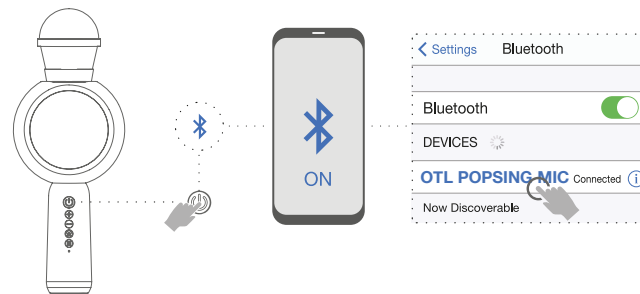 ON
Settings Bluetooth
Bluetooth
DEVICES
OTL POPSING MIC Connected i
Now Discoverable